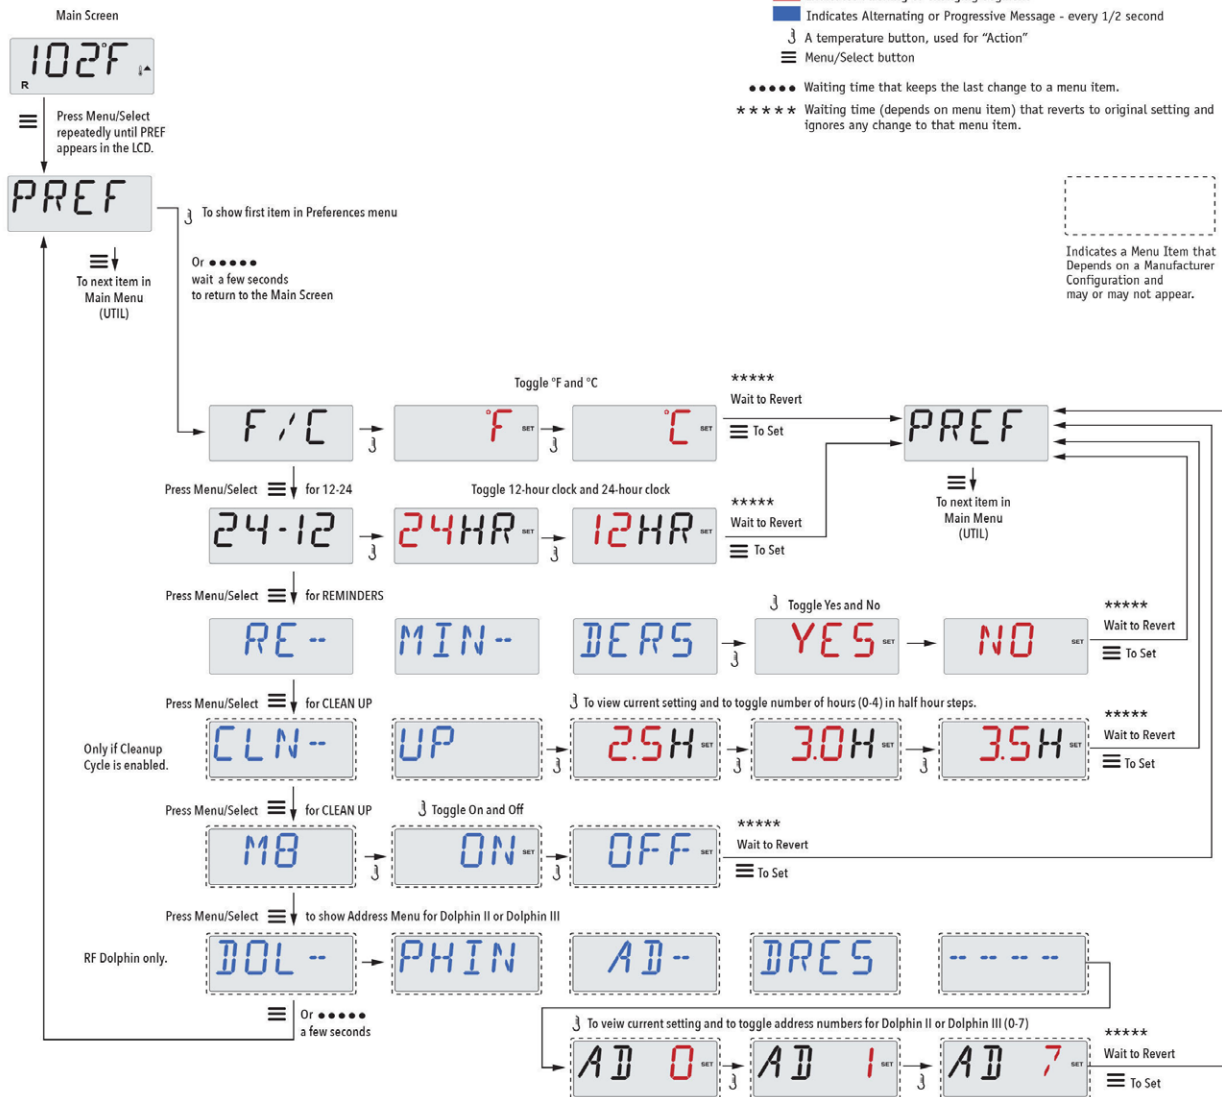 Main Screen
Indicates Alternating or Progressive Message - every 1/2 second
A temperature button, used for “Action”
Menu/Select button
102°F
R
●●●●● Waiting time that keeps the last change to a menu item.
***** Waiting time (depends on menu item) that reverts to original setting and
ignores any change to that menu item.
Press Menu/Select
repeatedly until PREF
appears in the LCD.
PREF
To show first item in Preferences menu
Or ●●●●●
wait a few seconds
to return to the Main Screen
To next item in
Main Menu
(UTIL)
Indicates a Menu Item that
Depends on a Manufacturer
Configuration and
may or may not appear.
Toggle °F and °C
*****
Wait to Revert
To Set
F/C
°F SET
°C SET
PREF
To next item in
Main Menu
(UTIL)
Press Menu/Select for 12-24
Toggle 12-hour clock and 24-hour clock
*****
Wait to Revert
To Set
24-12
24HR SET
12HR SET
Press Menu/Select for REMINDERS
Toggle Yes and No
*****
Wait to Revert
To Set
RE-
MIN-
DERS
YES SET
NO SET
Press Menu/Select for CLEAN UP
To view current setting and to toggle number of hours (0-4) in half hour steps.
*****
Wait to Revert
To Set
Only if Cleanup
Cycle is enabled.
CLN-
UP
2.5H SET
3.0H SET
3.5H SET
Press Menu/Select for CLEAN UP
Toggle On and Off
*****
Wait to Revert
To Set
M8
ON SET
OFF SET
Press Menu/Select to show Address Menu for Dolphin II or Dolphin III
RF Dolphin only.
DOL-
PHIN
AD-
DRES
----
Or ●●●●●
a few seconds
To veiw current setting and to toggle address numbers for Dolphin II or Dolphin III (0-7)
*****
Wait to Revert
To Set
AD 0 SET
AD 1 SET
AD 7 SET